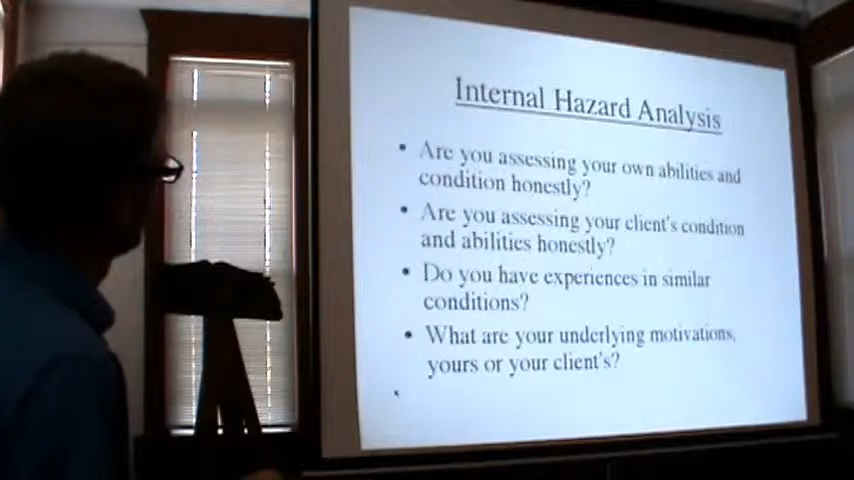 Internal Hazard Analysis
• Are you assessing your own abilities and
condition honestly?
• Are you assessing your client's condition
and abilities honestly?
• Do you have experiences in similar
conditions?
• What are your underlying motivations,
yours or your client's?